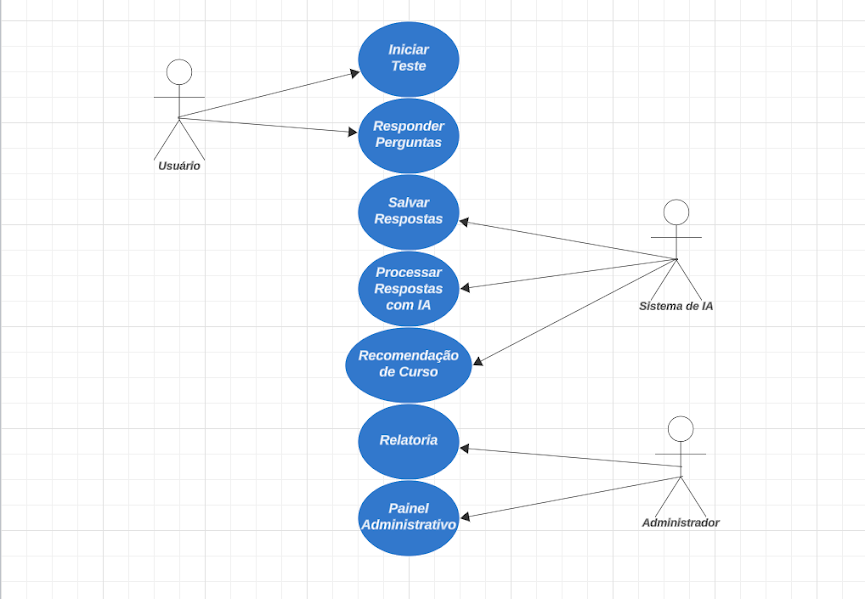 Iniciar
Teste
Responder
Perguntas
Usuário
Salvar
Respostas
Processar
Respostas
com IA
Sistema de IA
Recomendação
de Curso
Relatoria
Painel
Administrativo
Administrador